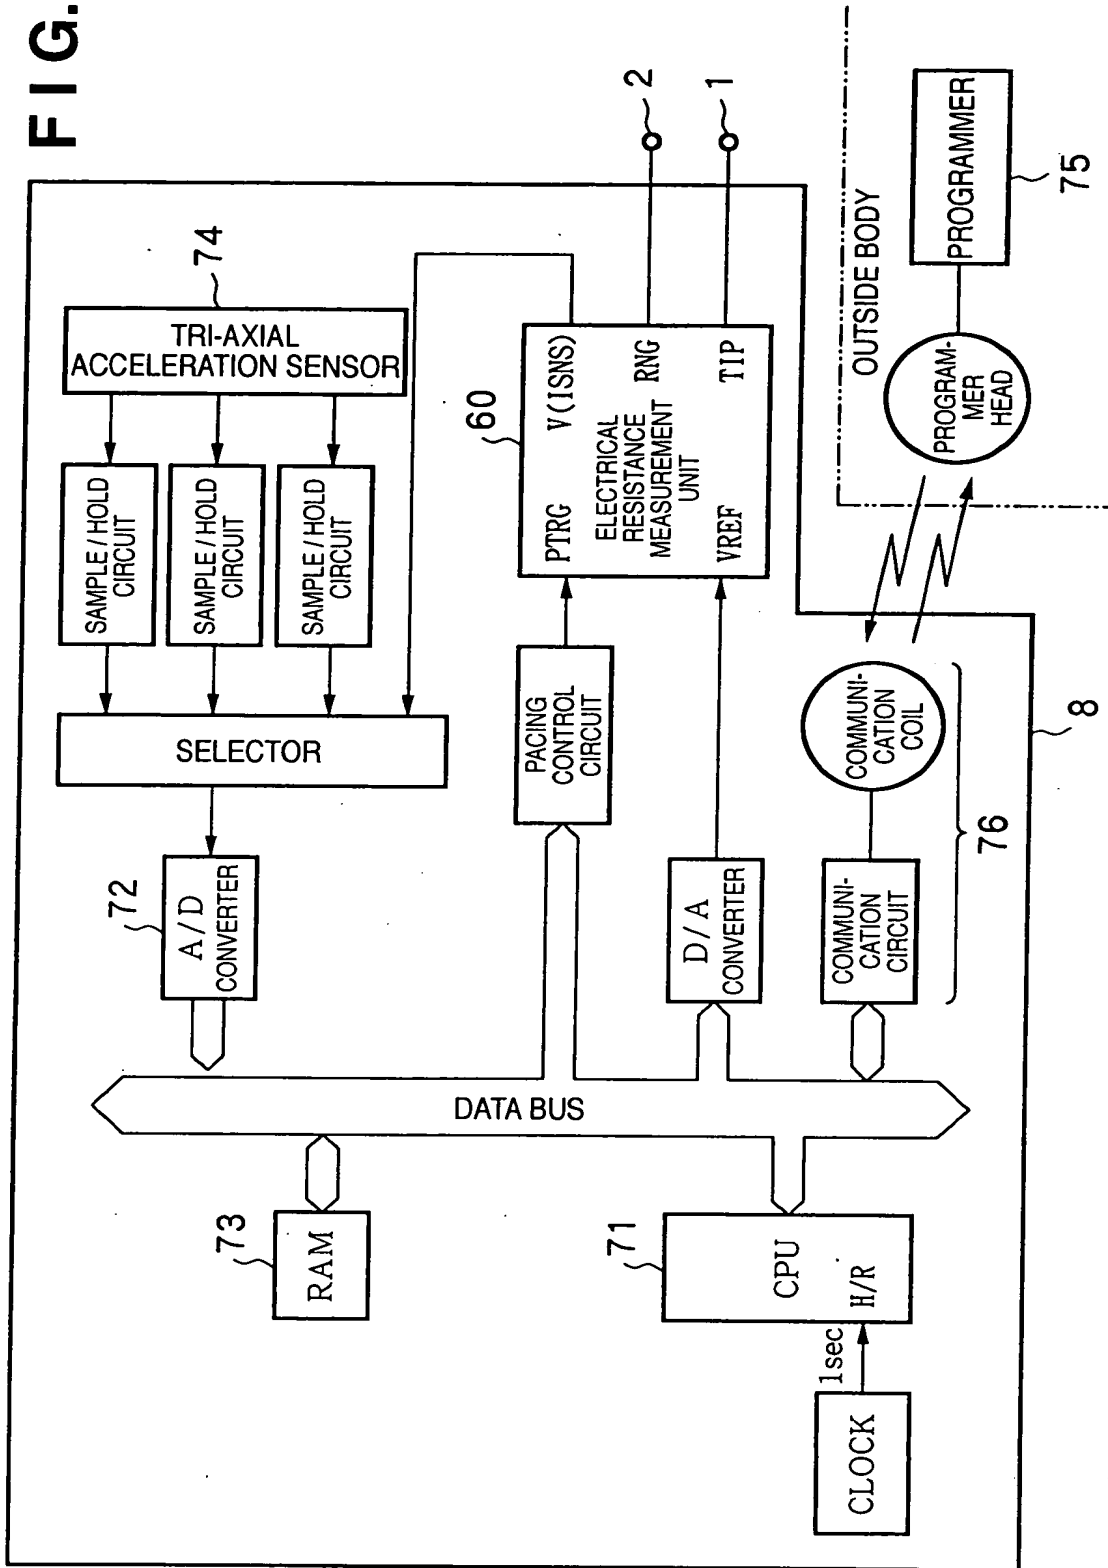 FIG.
74
TRI-AXIAL
ACCELERATION SENSOR
SAMPLE / HOLD
CIRCUIT
SAMPLE / HOLD
CIRCUIT
SAMPLE / HOLD
CIRCUIT
SELECTOR
72
A/D
CONVERTER
73
RAM
DATA BUS
60
PTRG
V(ISNS)
ELECTRICAL
RESISTANCE
MEASUREMENT
UNIT
RNG
VREF
TIP
2
1
PACING
CONTROL
CIRCUIT
D/A
CONVERTER
71
CPU
H/R
1sec
CLOCK
COMMUNI-
CATION
CIRCUIT
COMMUNI-
CATION
COIL
76
8
OUTSIDE BODY
PROGRAM-
MER
HEAD
PROGRAMMER
75